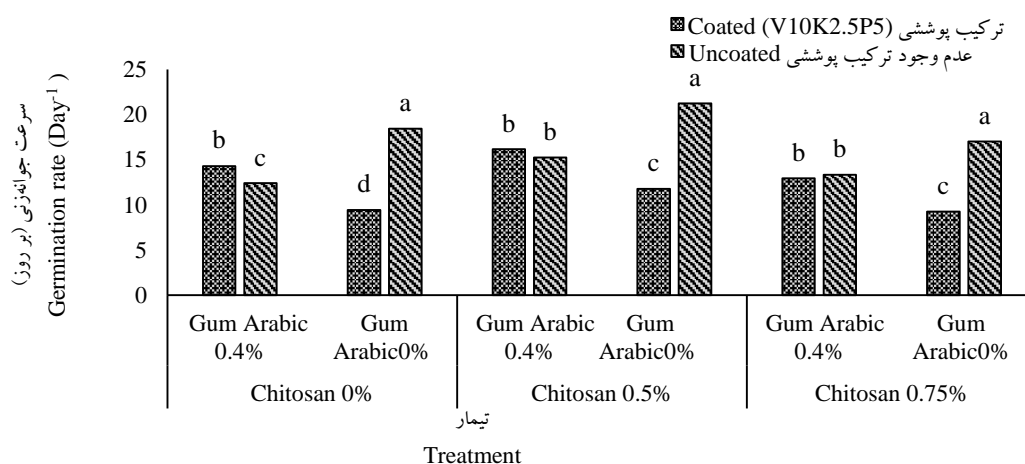 ترکیب پوششی Coated (V10K2.5P5)
عدم وجود ترکیب پوششی Uncoated
سرعت جوانه‌زنی (بر روز)
Germination rate (Day-1 )
25
20
15
10
5
0
b c d a b b c a b b c a
Gum Arabic 0.4%
Gum Arabic0%
Gum Arabic 0.4%
Gum Arabic0%
Gum Arabic 0.4%
Gum Arabic0%
Chitosan 0% Chitosan 0.5% Chitosan 0.75%
تیمار
Treatment